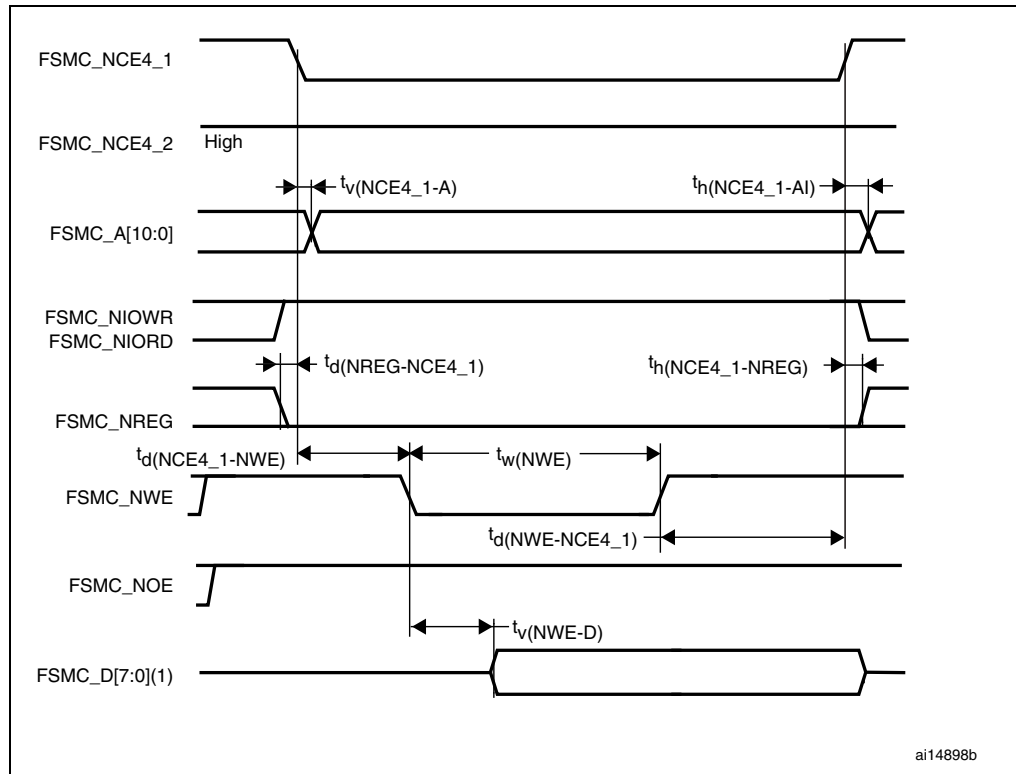 FSMC_NCE4_1
FSMC_NCE4_2
High
tv(NCE4_1-A)
th(NCE4_1-AI)
FSMC_A[10:0]
FSMC_NIOWR
FSMC_NIORD
td(NREG-NCE4_1)
th(NCE4_1-NREG)
FSMC_NREG
td(NCE4_1-NWE)
tw(NWE)
FSMC_NWE
td(NWE-NCE4_1)
FSMC_NOE
tv(NWE-D)
FSMC_D[7:0](1)
ai14898b